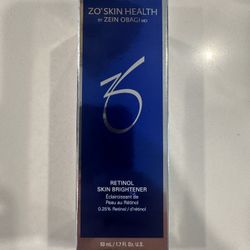 ZO® SKIN HEALTH
BY ZEIN OBAGI MD
RETINOL
SKIN BRIGHTENER
Éclaircissant de
Peau au Rétinol
0.25% Retinol / d'rétinol
50 mL / 1.7 Fl. Oz. U.S.